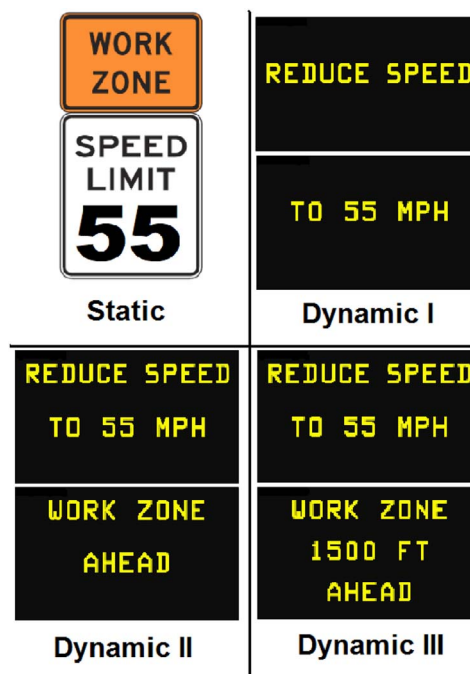 WORK
ZONE
SPEED
LIMIT
55
Static
REDUCE SPEED
TO 55 MPH
Dynamic I
REDUCE SPEED
TO 55 MPH
WORK ZONE
AHEAD
Dynamic II
REDUCE SPEED
TO 55 MPH
WORK ZONE
1500 FT
AHEAD
Dynamic III